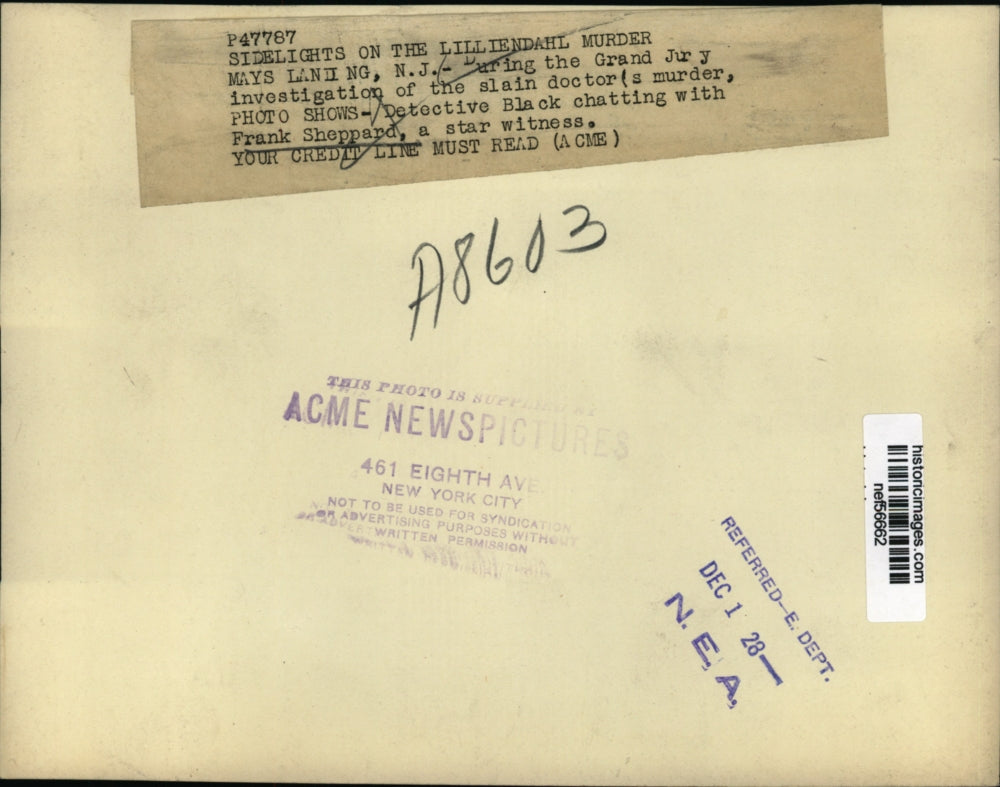 P47787
SIDELIGHTS ON THE LILLIENDAHL MURDER
MAYS LANDING, N.J.- During the Grand Jury
investigation of the slain doctor(s murder,
PHOTO SHOWS- Detective Black chatting with
Frank Sheppard, a star witness.
YOUR CREDIT LINE MUST READ (ACME)
A8603
THIS PHOTO IS SUPPLIED BY
ACME NEWSPICTURES
461 EIGHTH AVE
NEW YORK CITY
NOT TO BE USED FOR SYNDICATION
OR ADVERTISING PURPOSES WITHOUT
WRITTEN PERMISSION
REFERRED-E. DEPT.
DEC 1 28
N. E. A.
historicimages.com
nef56662